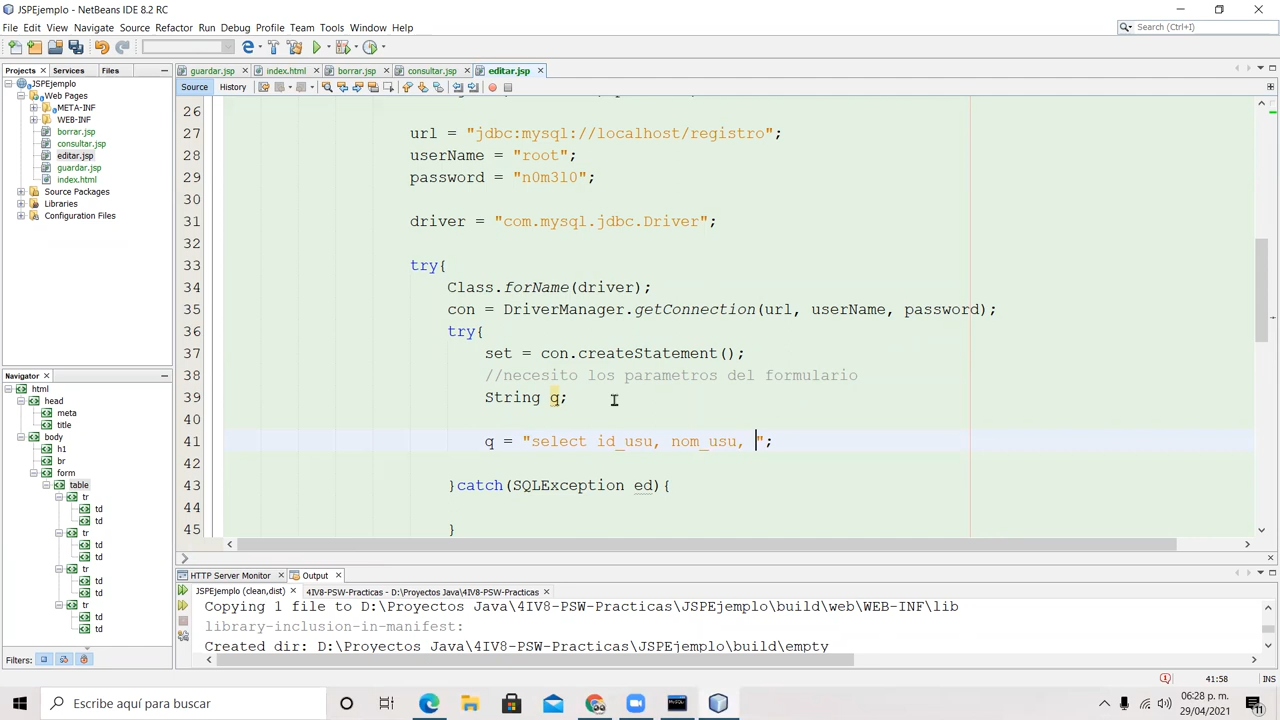 JSPEjemplo - NetBeans IDE 8.2 RC
File Edit View Navigate Source Refactor Run Debug Profile Team Tools Window Help
Search (Ctrl+I)
Projects Services Files
guardar.jsp index.html borrar.jsp consultar.jsp editar.jsp
JSPEjemplo
Web Pages
META-INF
WEB-INF
borrar.jsp
consultar.jsp
editar.jsp
guardar.jsp
index.html
Source Packages
Libraries
Configuration Files
Source History
26
27 url = "jdbc:mysql://localhost/registro";
28 userName = "root";
29 password = "n0m3l0";
30
31 driver = "com.mysql.jdbc.Driver";
32
33 try{
34 Class.forName(driver);
35 con = DriverManager.getConnection(url, userName, password);
36 try{
37 set = con.createStatement();
38 //necesito los parametros del formulario
39 String q;
40
41 q = "select id_usu, nom_usu, ";
42
43 }catch(SQLException ed){
44
45 }
Navigator
html
head
meta
title
body
h1
br
form
table
tr
td
td
tr
td
td
tr
td
td
tr
td
td
Filters:
HTTP Server Monitor Output
JSPEjemplo (clean,dist) 4IV8-PSW-Practicas - D:\Proyectos Java\4IV8-PSW-Practicas
Copying 1 file to D:\Proyectos Java\4IV8-PSW-Practicas\JSPEjemplo\build\web\WEB-INF\lib
library-inclusion-in-manifest:
Created dir: D:\Proyectos Java\4IV8-PSW-Practicas\JSPEjemplo\build\empty
41:58
INS
Escribe aquí para buscar
06:28 p. m.
29/04/2021
11